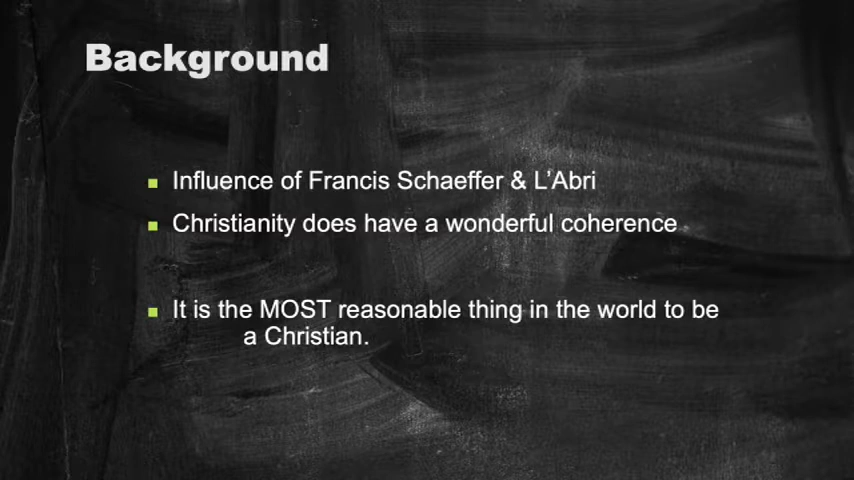 Background
Influence of Francis Schaeffer & L’Abri
Christianity does have a wonderful coherence
It is the MOST reasonable thing in the world to be
a Christian.